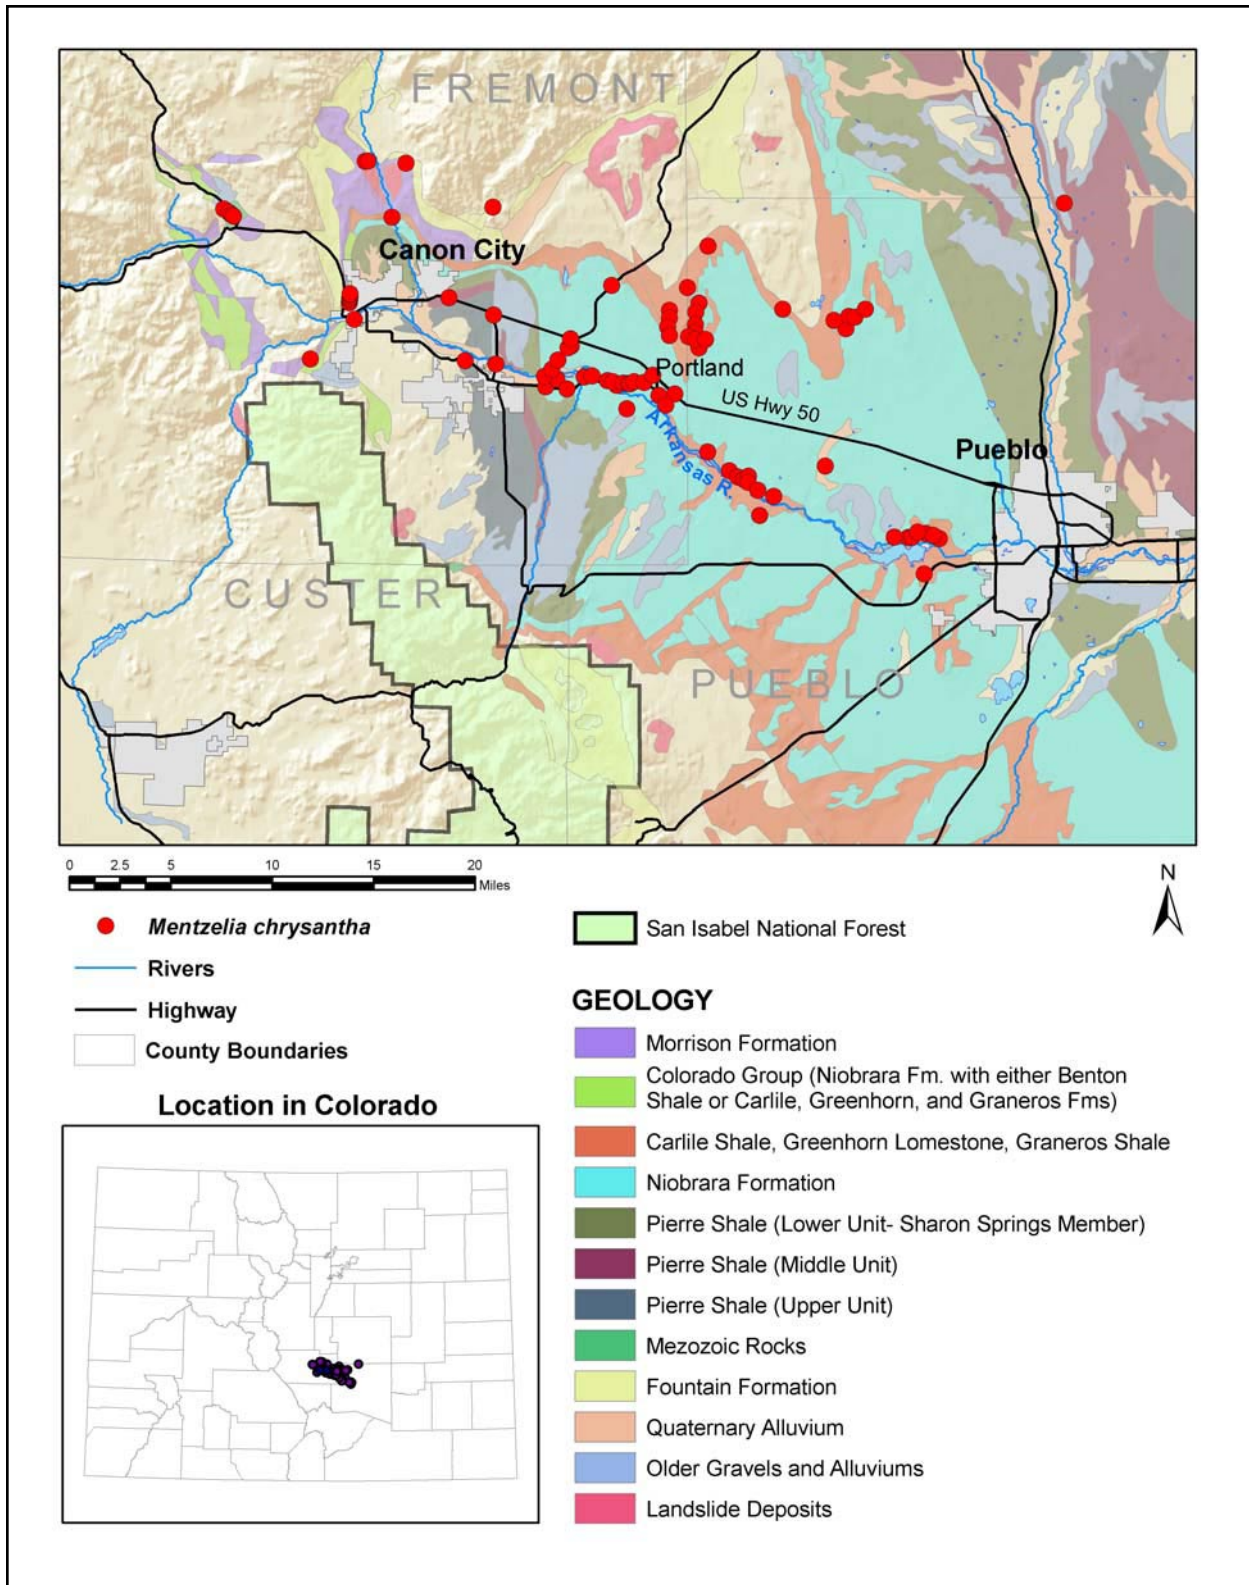 FREMONT
Canon City
Portland
US Hwy 50
Arkansas R.
Pueblo
CUSTER
PUEBLO
0 2.5 5 10 15 20
Miles
N
Mentzelia chrysantha
Rivers
Highway
County Boundaries
Location in Colorado
San Isabel National Forest
GEOLOGY
Morrison Formation
Colorado Group (Niobrara Fm. with either Benton
Shale or Carlile, Greenhorn, and Graneros Fms)
Carlile Shale, Greenhorn Lomestone, Graneros Shale
Niobrara Formation
Pierre Shale (Lower Unit- Sharon Springs Member)
Pierre Shale (Middle Unit)
Pierre Shale (Upper Unit)
Mezozoic Rocks
Fountain Formation
Quaternary Alluvium
Older Gravels and Alluviums
Landslide Deposits